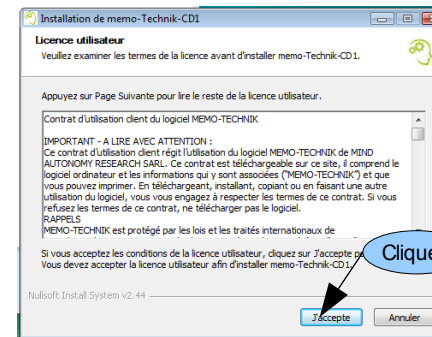 Installation de memo-Technik-CD1
Licence utilisateur
Veuillez examiner les termes de la licence avant d'installer memo-Technik-CD1.
Appuyez sur Page Suivante pour lire le reste de la licence utilisateur.
Contrat d'utilisation client du logiciel MEMO-TECHNIK
IMPORTANT - A LIRE AVEC ATTENTION :
Ce contrat d'utilisation client régit l'utilisation du logiciel MEMO-TECHNIK de MIND
AUTONOMY RESEARCH SARL. Ce contrat est téléchargeable sur ce site, il comprend le
logiciel ordinateur et les informations qui y sont associées ("MEMO-TECHNIK") et que
vous pouvez imprimer. En téléchargeant, installant, copiant ou en faisant une autre
utilisation du logiciel, vous vous engagez à respecter les termes de ce contrat. Si vous
refusez les termes de ce contrat, ne télécharger pas le logiciel.
RAPPELS
MEMO-TECHNIK est protégé par les lois et les traités internationaux de
Si vous acceptez les conditions de la licence utilisateur, cliquez sur J'accepte
Vous devez accepter la licence utilisateur afin d'installer memo-Technik-CD1.
Clique
Nullsoft Install System v2.44
J'accepte
Annuler